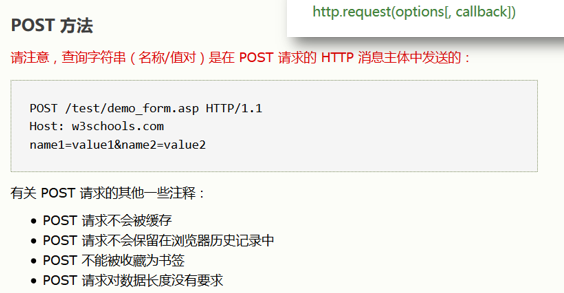 http.request(options[, callback])
POST 方法
请注意，查询字符串（名称/值对）是在 POST 请求的 HTTP 消息主体中发送的：
POST /test/demo_form.asp HTTP/1.1
Host: w3schools.com
name1=value1&name2=value2
有关 POST 请求的其他一些注释：
• POST 请求不会被缓存
• POST 请求不会保留在浏览器历史记录中
• POST 不能被收藏为书签
• POST 请求对数据长度没有要求